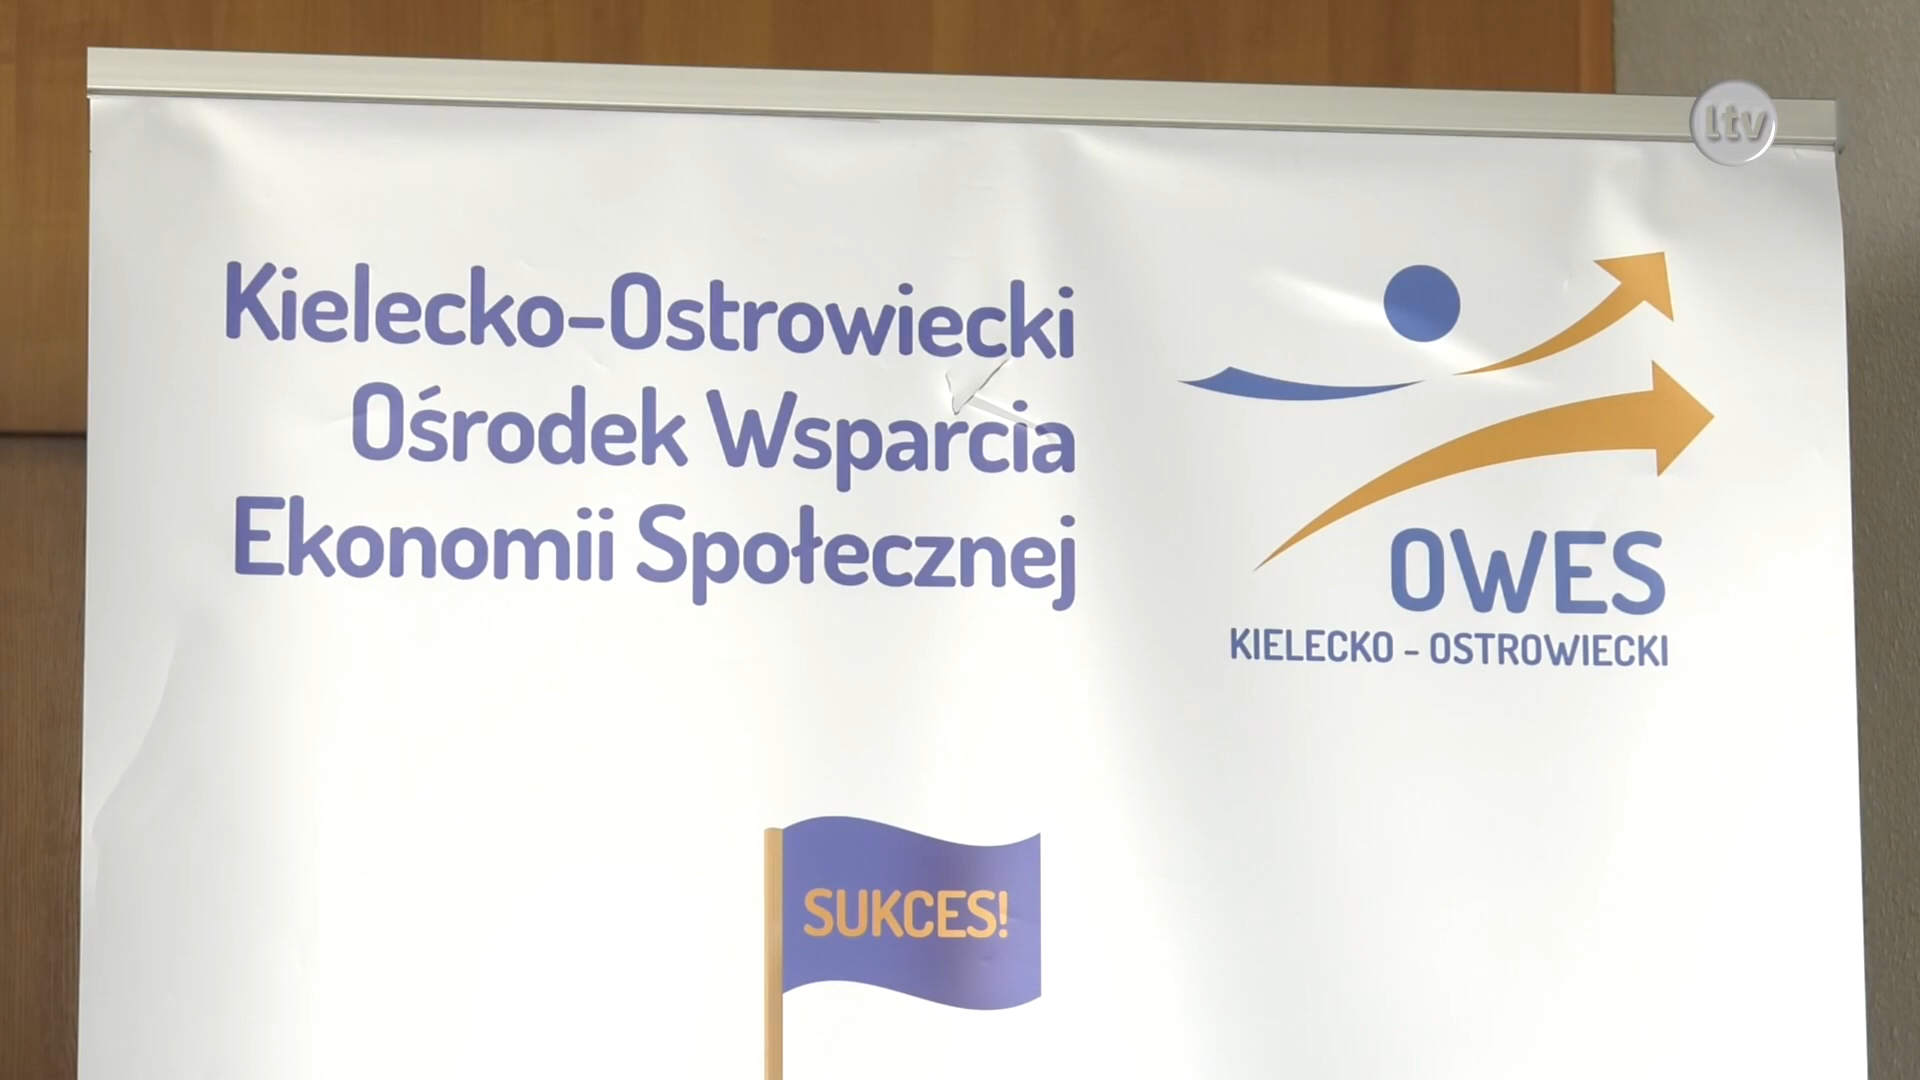 Kielecko-Ostrowiecki
Ośrodek Wsparcia
Ekonomii Społecznej
OWES
KIELECKO - OSTROWIECKI
SUKCES!
ltv